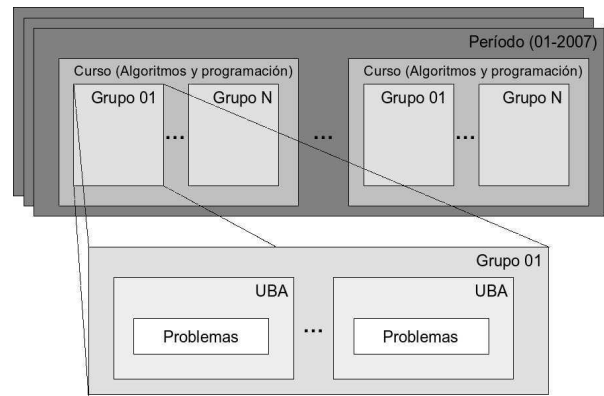 Período (01-2007)
Curso (Algoritmos y programación)
Grupo 01
...
Grupo N
...
Curso (Algoritmos y programación)
Grupo 01
...
Grupo N
Grupo 01
UBA
Problemas
...
UBA
Problemas